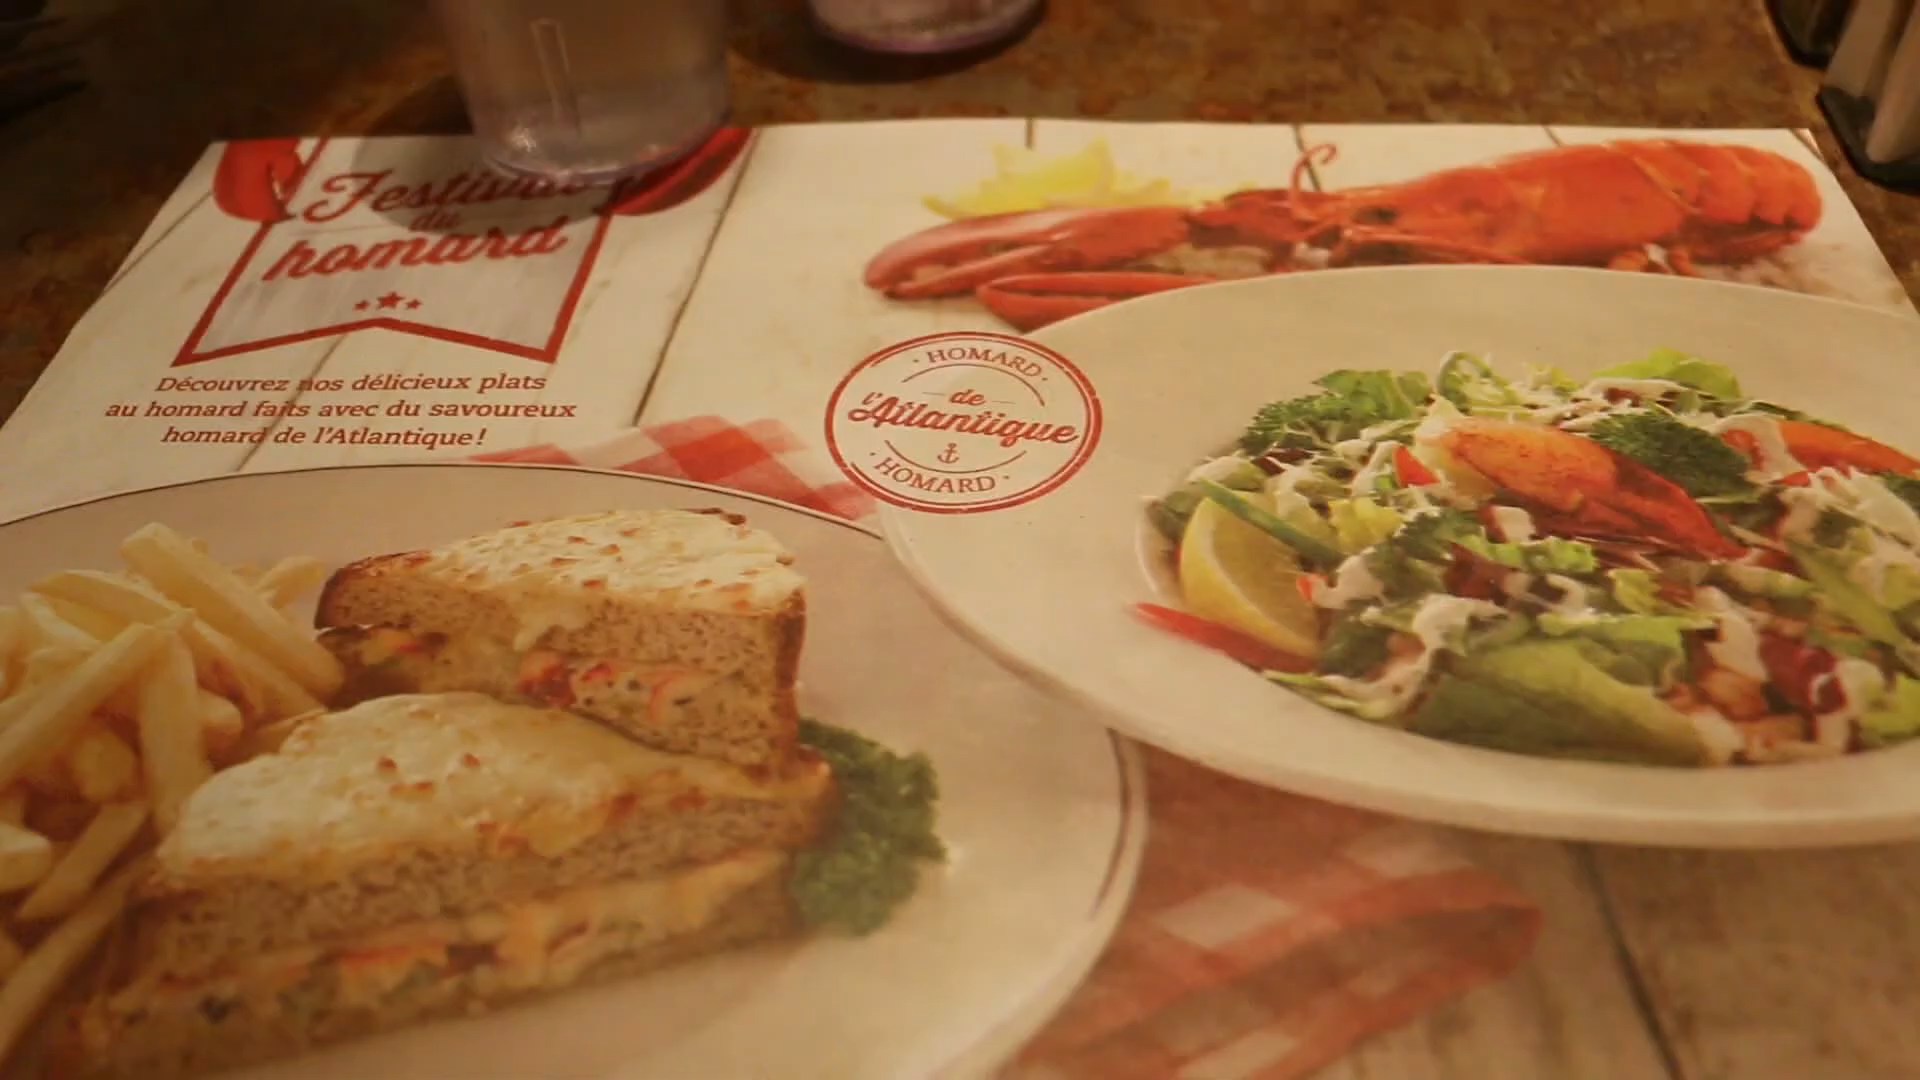 Festival
du
homard
Découvrez nos délicieux plats
au homard faits avec du savoureux
homard de l'Atlantique!
· HOMARD ·
de
l'Atlantique
· HOMARD ·